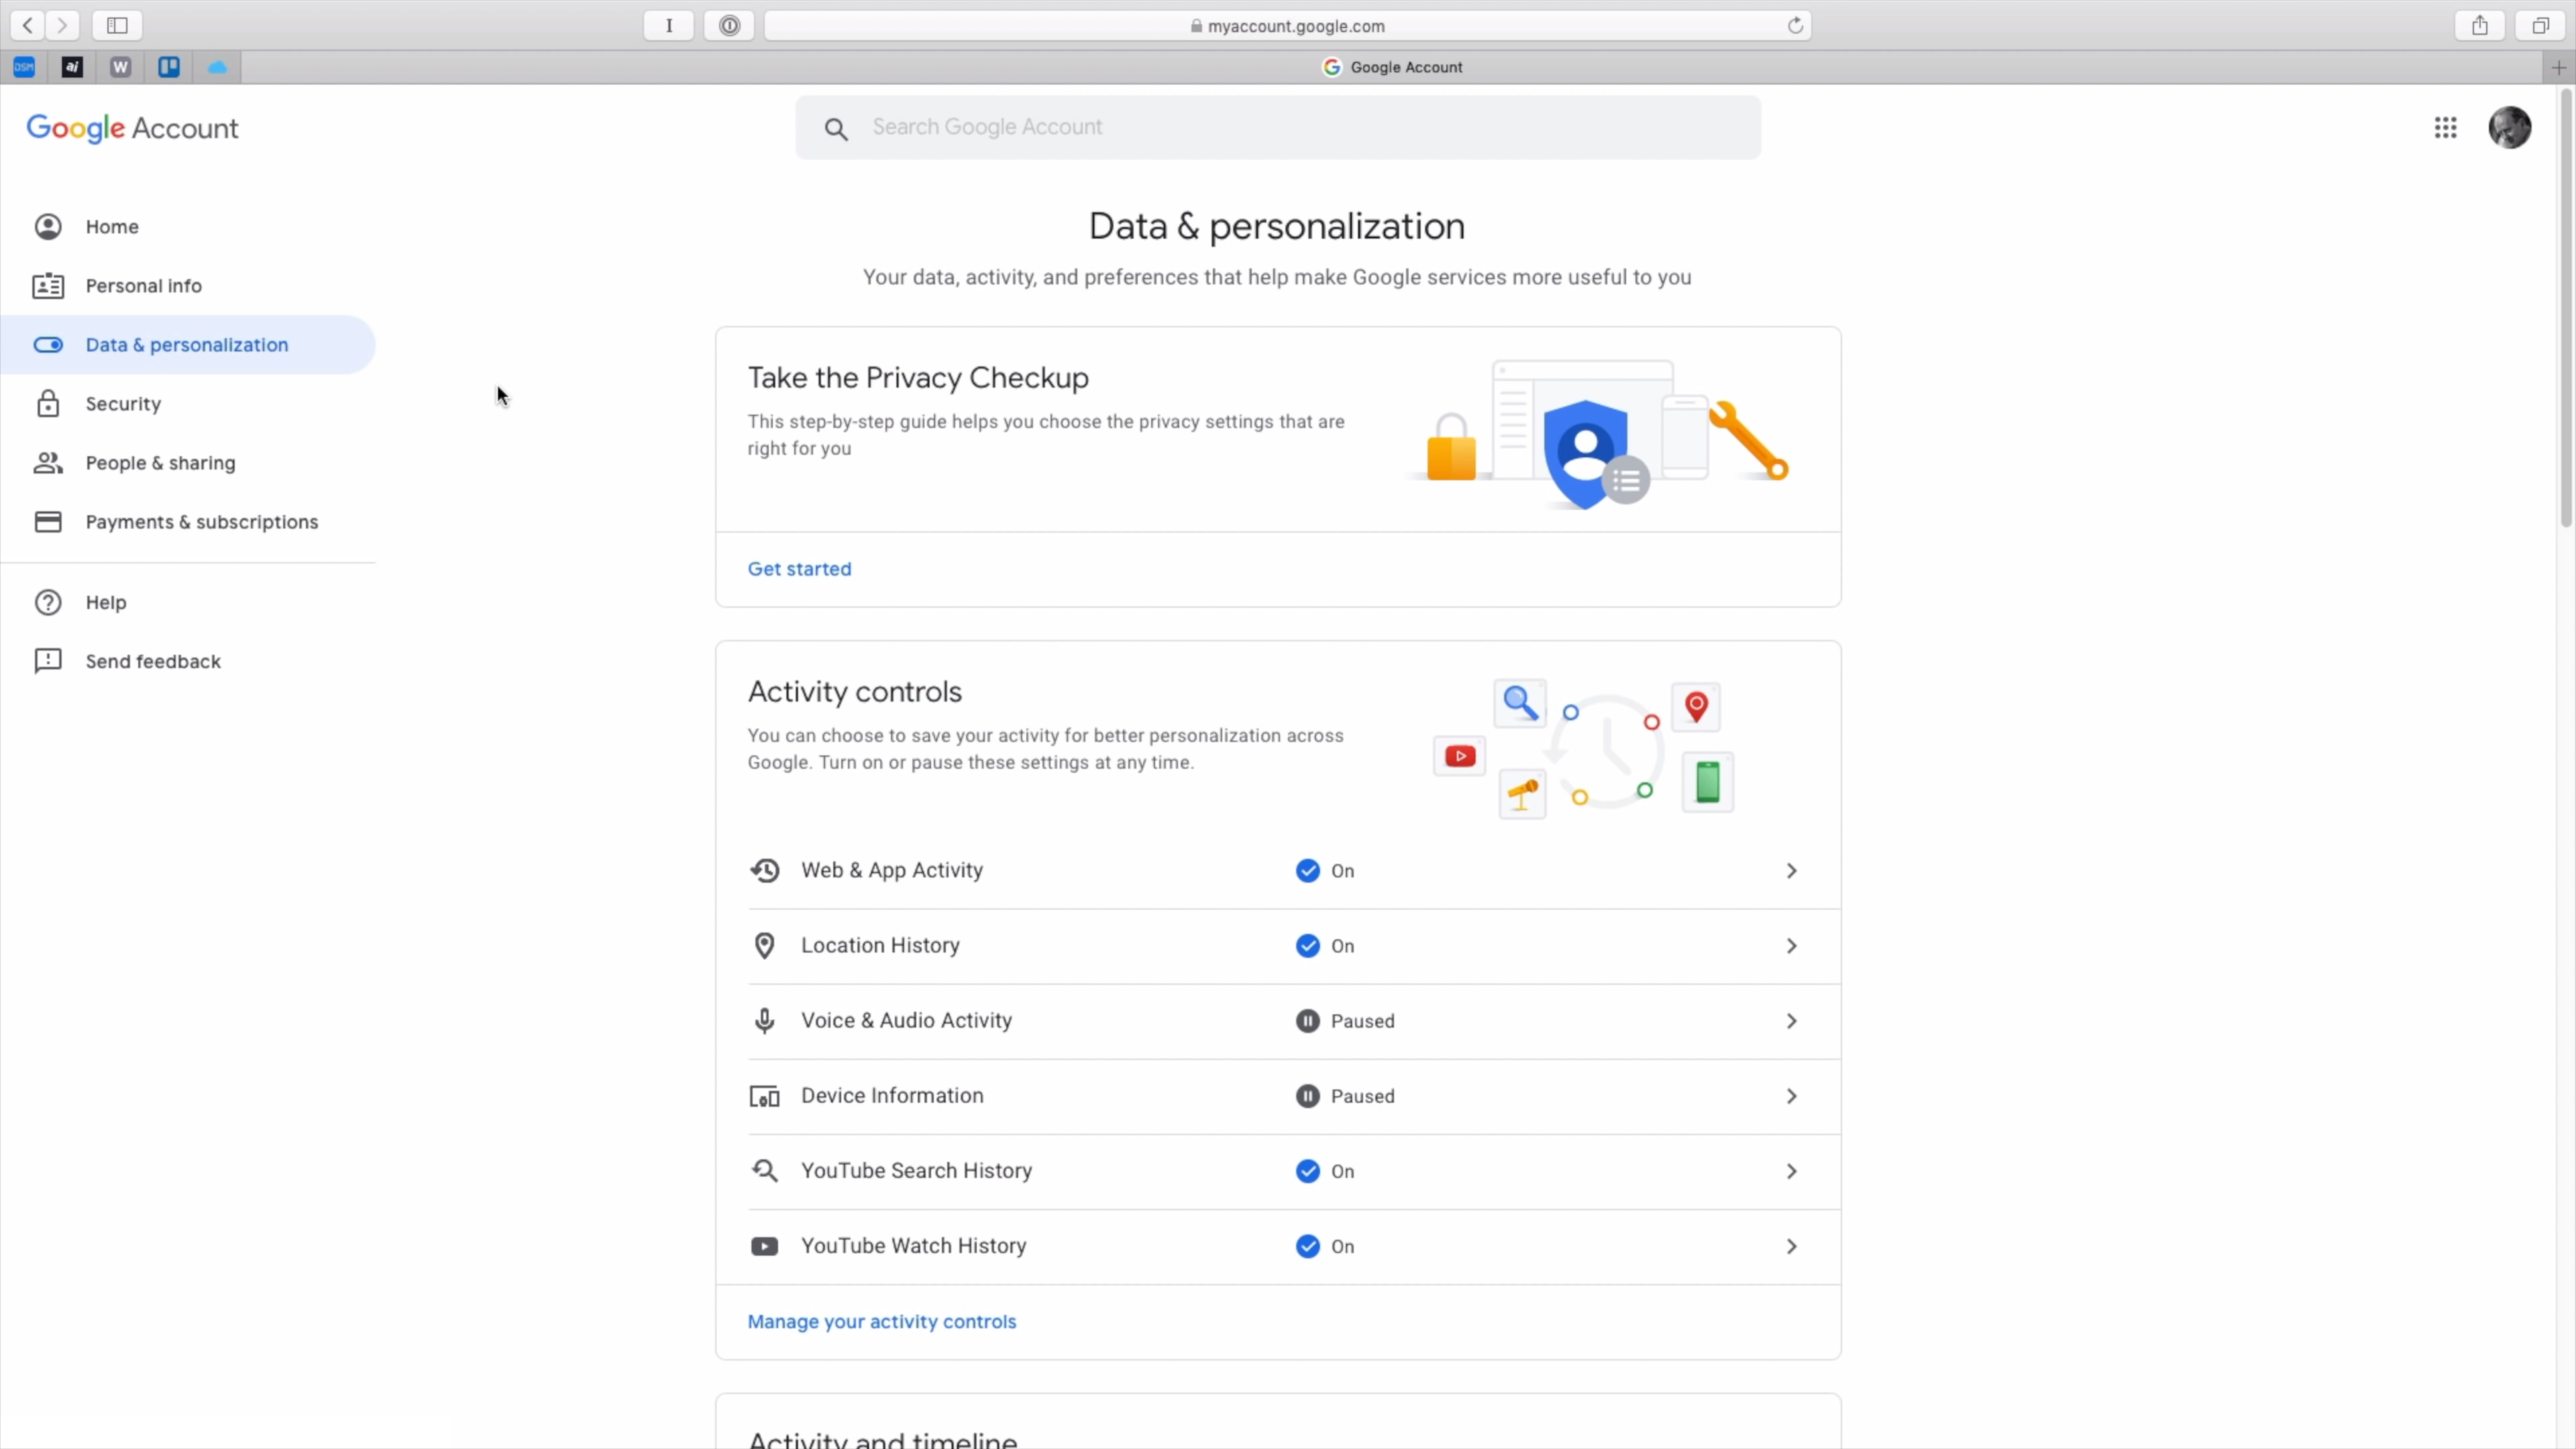 I
myaccount.google.com
DSM
ai
W
Google Account
Google Account
Search Google Account
Home
Personal info
Data & personalization
Security
People & sharing
Payments & subscriptions
Help
Send feedback
Data & personalization
Your data, activity, and preferences that help make Google services more useful to you
Take the Privacy Checkup
This step-by-step guide helps you choose the privacy settings that are
right for you
Get started
Activity controls
You can choose to save your activity for better personalization across
Google. Turn on or pause these settings at any time.
Web & App Activity On
Location History On
Voice & Audio Activity Paused
Device Information Paused
YouTube Search History On
YouTube Watch History On
Manage your activity controls
Activity and timeline